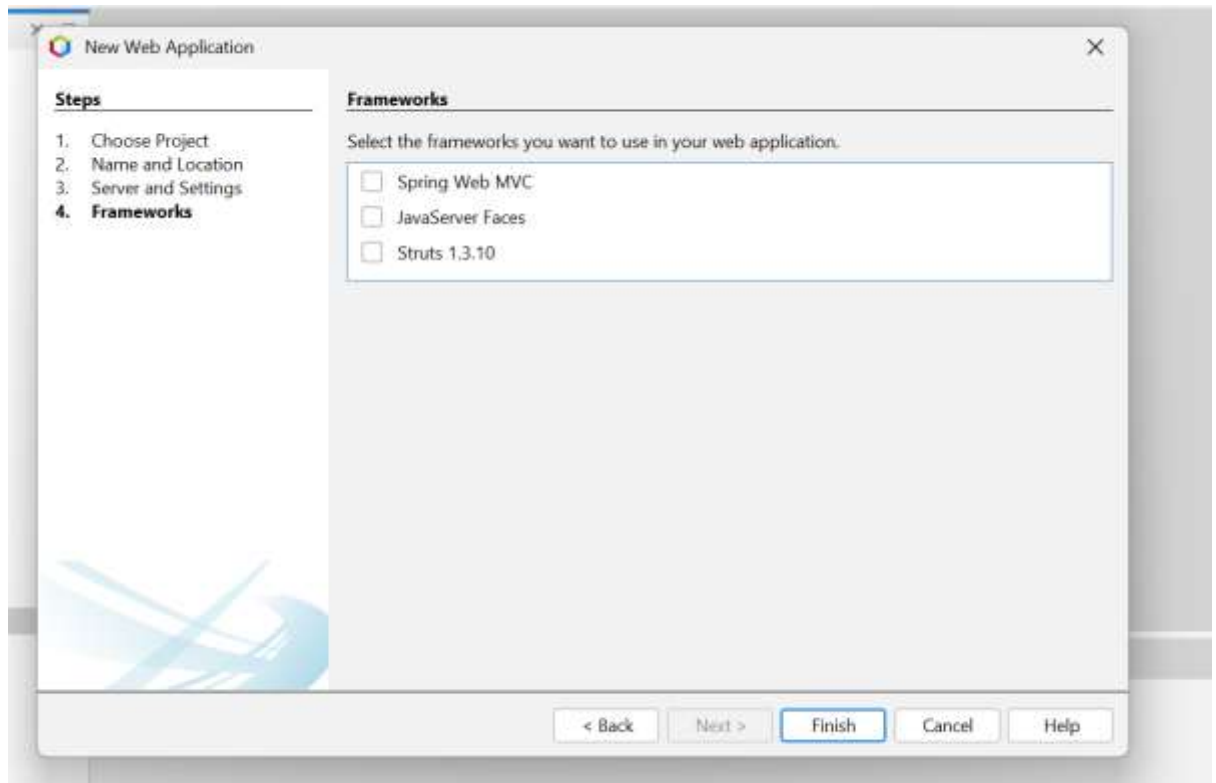 New Web Application
Steps
1. Choose Project
2. Name and Location
3. Server and Settings
4. Frameworks
Frameworks
Select the frameworks you want to use in your web application.
Spring Web MVC
JavaServer Faces
Struts 1.3.10
< Back
Next >
Finish
Cancel
Help